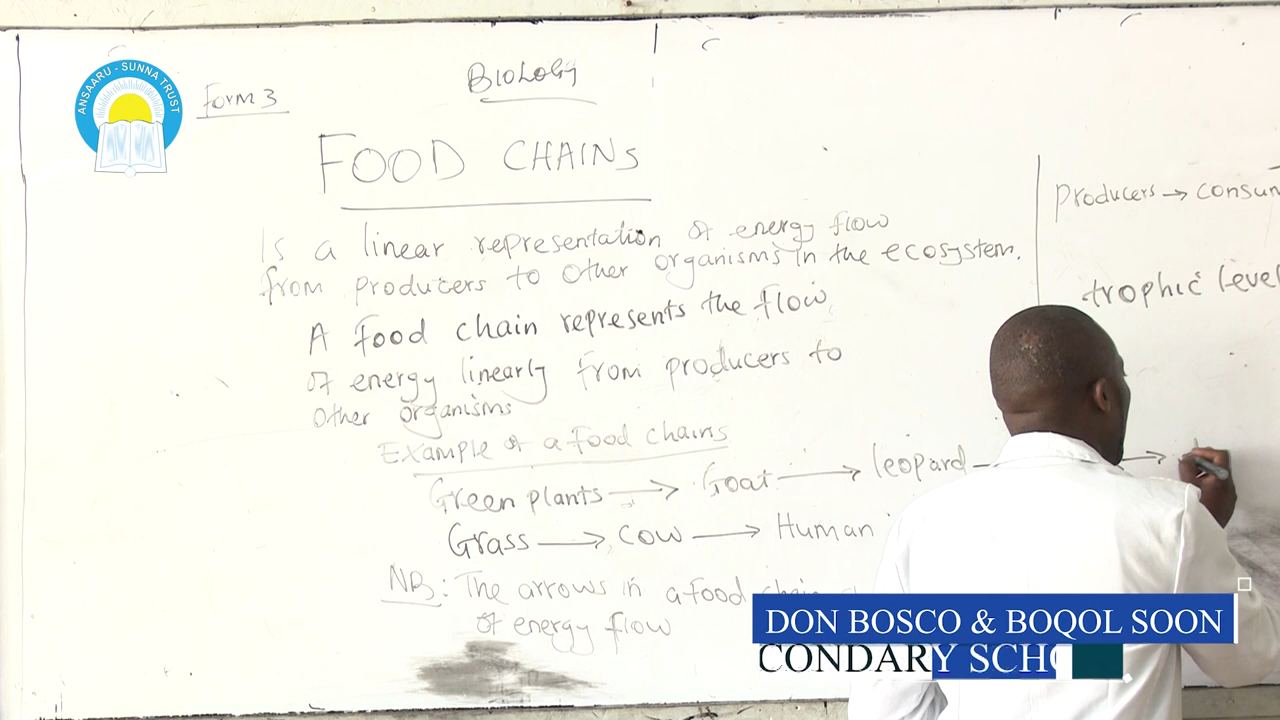 ANSAARU - SUNNA TRUST
Form 3
BIOLOGY
FOOD CHAINS
Is a linear representation of energy flow
from producers to other organisms in the ecosystem.
A food chain represents the flow
of energy linearly from producers to
other organisms
Example of a food chains
Green plants → Goat → leopard →
Grass → Cow → Human
NB: The arrows in a food chain
of energy flow
producers → consum
trophic level
DON BOSCO & BOQOL SOON
CONDARY SCHO